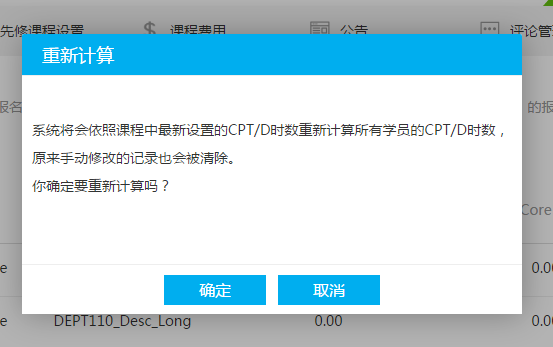 先修课程设置 课程费用 公告 评论管
重新计算
报名 的报
系统将会依照课程中最新设置的CPT/D时数重新计算所有学员的CPT/D时数，
原来手动修改的记录也会被清除。
你确定要重新计算吗？
Core
e 0.00
确定 取消
e DEPT110_Desc_Long 0.00 0.00